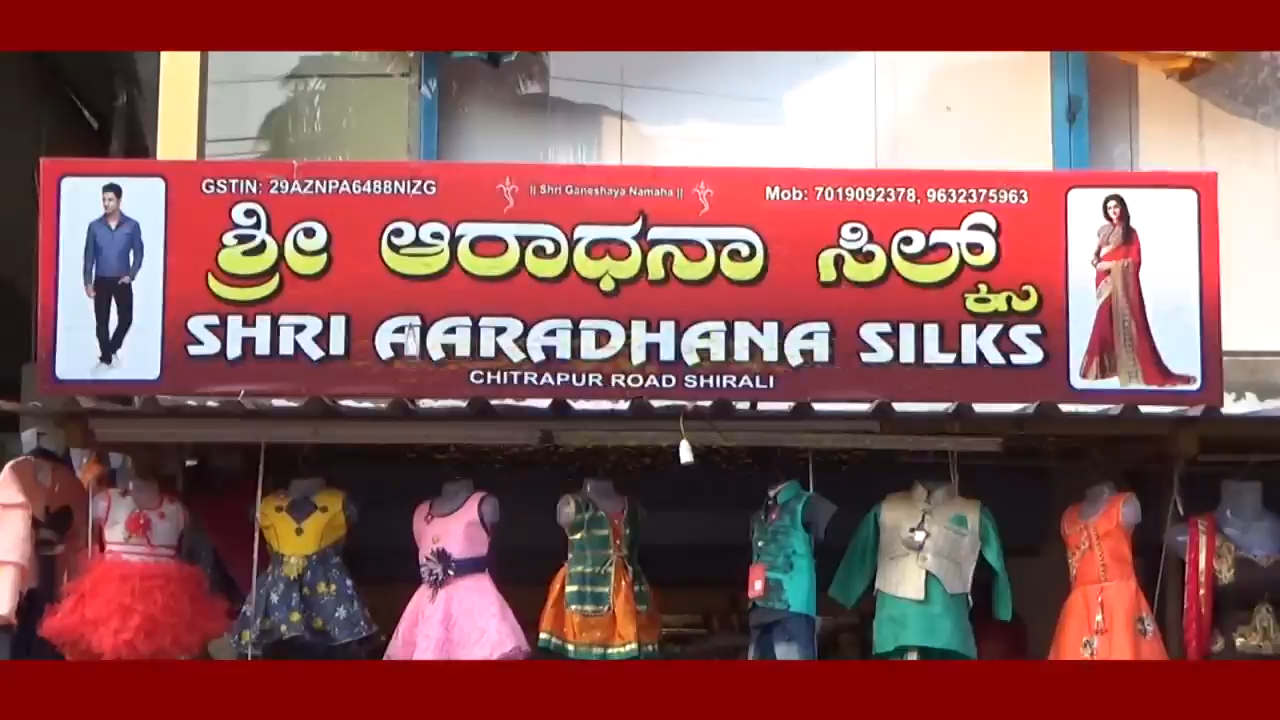 GSTIN: 29AZNPA6488NIZG
|| Shri Ganeshaya Namaha ||
Mob: 7019092378, 9632375963
ಶ್ರೀ ಆರಾಧನಾ ಸಿಲ್ಕ್ಸ
SHRI AARADHANA SILKS
CHITRAPUR ROAD SHIRALI